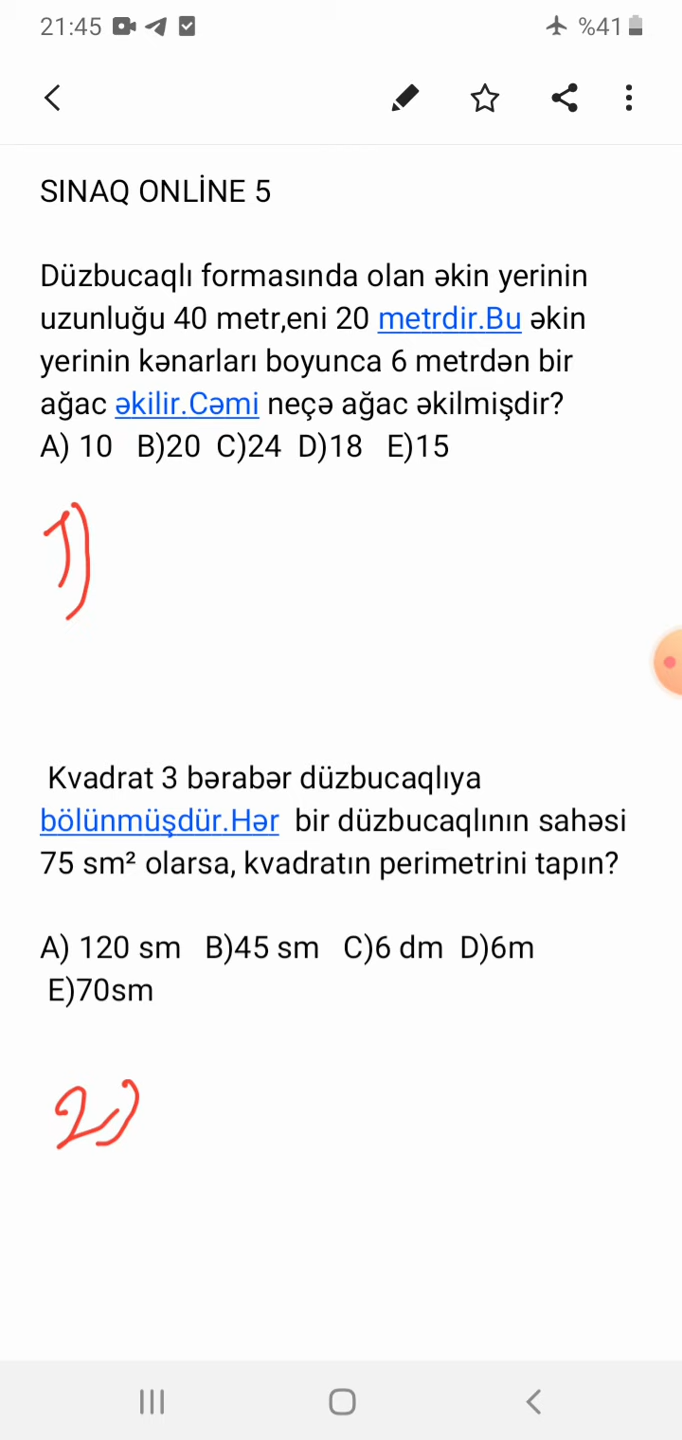 21:45 %41
SINAQ ONLİNE 5
Düzbucaqlı formasında olan əkin yerinin
uzunluğu 40 metr,eni 20 metrdir.Bu əkin
yerinin kənarları boyunca 6 metrdən bir
ağac əkilir.Cəmi neçə ağac əkilmişdir?
A) 10 B)20 C)24 D)18 E)15
1)
Kvadrat 3 bərabər düzbucaqlıya
bölünmüşdür.Hər bir düzbucaqlının sahəsi
75 sm² olarsa, kvadratın perimetrini tapın?
A) 120 sm B)45 sm C)6 dm D)6m
E)70sm
2)